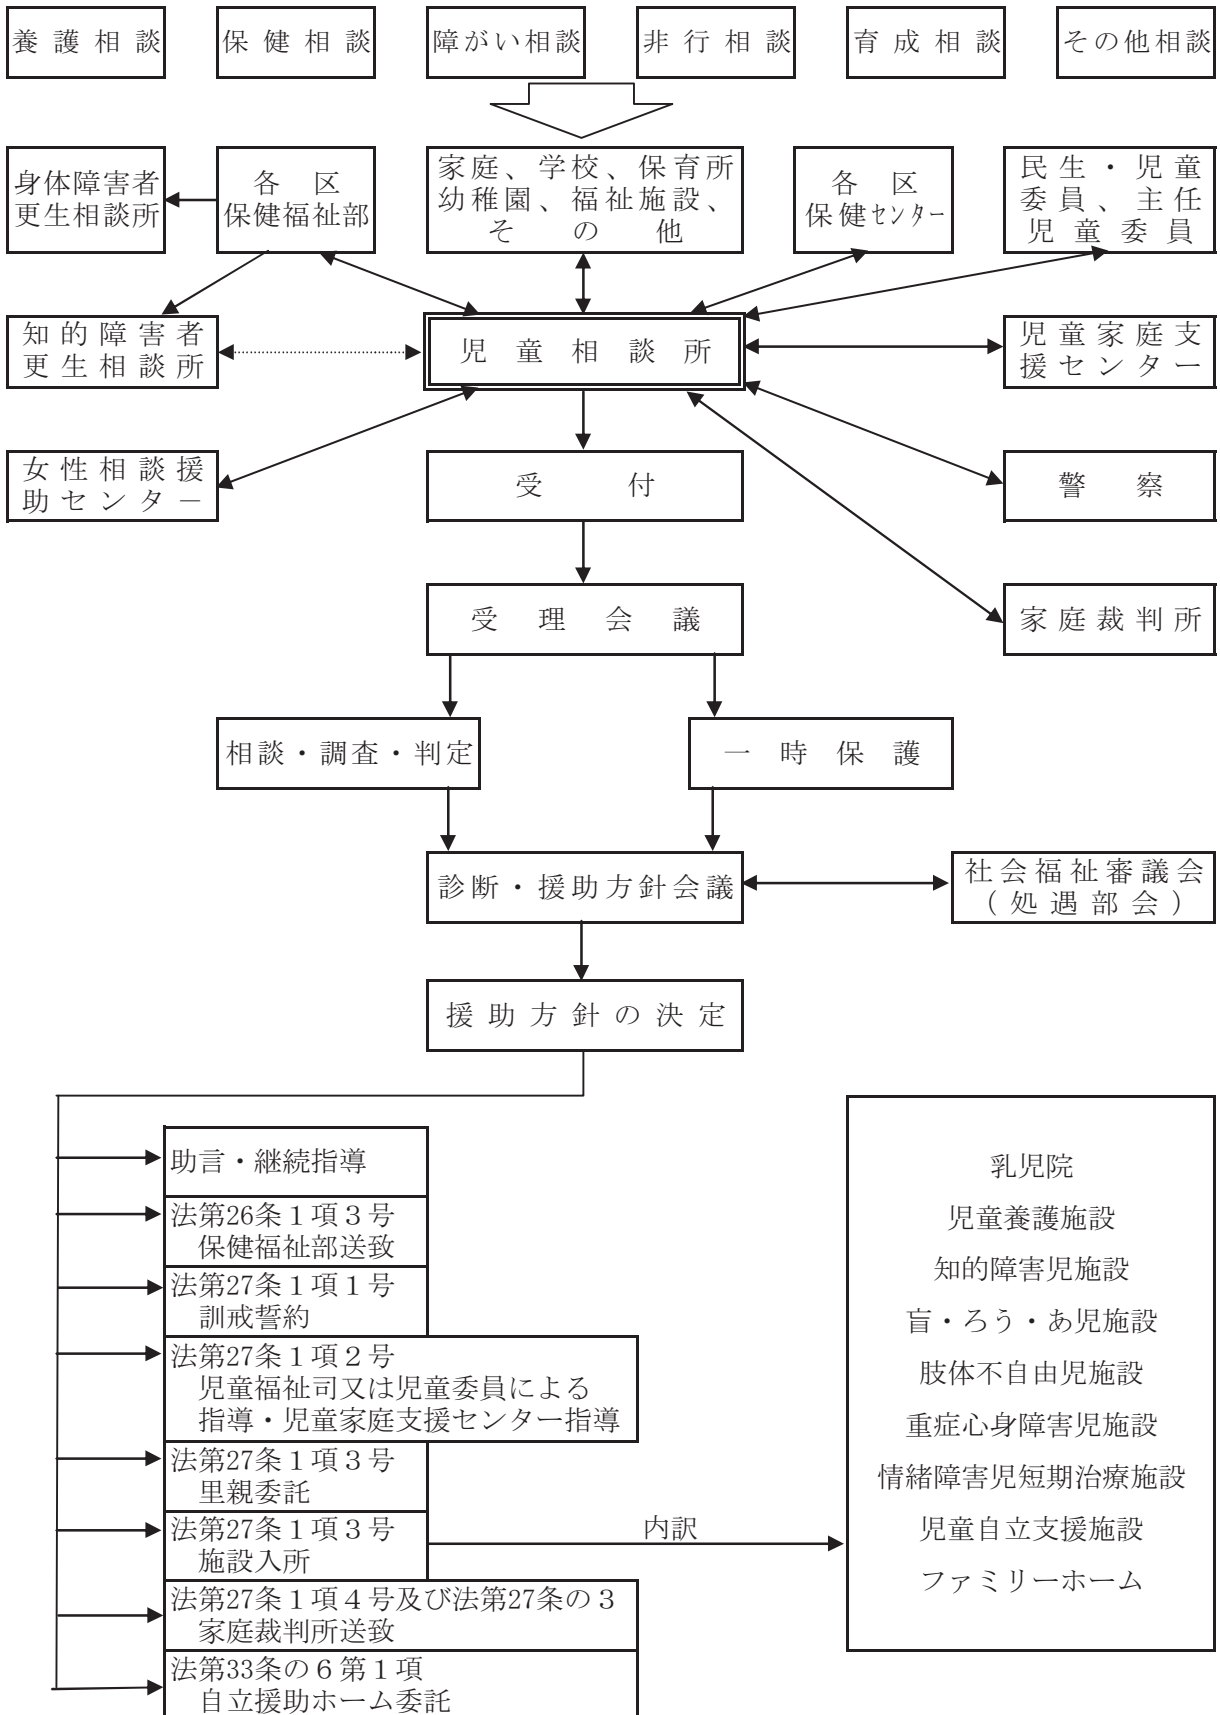 養護相談
保健相談
障がい相談
非行相談
育成相談
その他相談
身体障害者
更生相談所
各区
保健福祉部
家庭、学校、保育所
幼稚園、福祉施設、
その他
各区
保健センター
民生・児童
委員、主任
児童委員
知的障害者
更生相談所
児童相談所
児童家庭支
援センター
女性相談援
助センター
受付
警察
受理会議
家庭裁判所
相談・調査・判定
一時保護
診断・援助方針会議
社会福祉審議会
(処遇部会)
援助方針の決定
助言・継続指導
法第26条1項3号
保健福祉部送致
法第27条1項1号
訓戒誓約
法第27条1項2号
児童福祉司又は児童委員による
指導・児童家庭支援センター指導
法第27条1項3号
里親委託
法第27条1項3号
施設入所
内訳
法第27条1項4号及び法第27条の3
家庭裁判所送致
法第33条の6第1項
自立援助ホーム委託
乳児院
児童養護施設
知的障害児施設
盲・ろう・あ児施設
肢体不自由児施設
重症心身障害児施設
情緒障害児短期治療施設
児童自立支援施設
ファミリーホーム